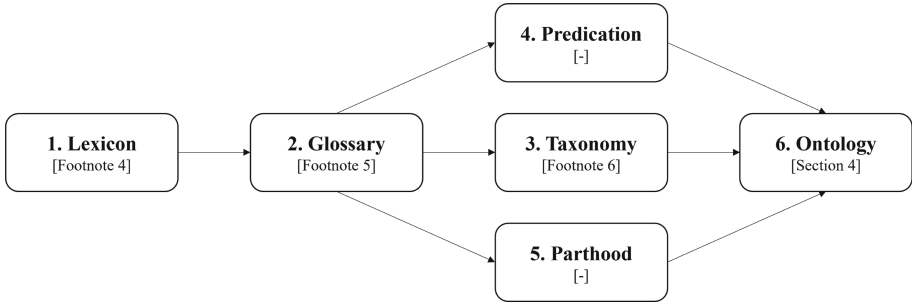 4. Predication
[-]
1. Lexicon
[Footnote 4]
2. Glossary
[Footnote 5]
3. Taxonomy
[Footnote 6]
6. Ontology
[Section 4]
5. Parthood
[-]